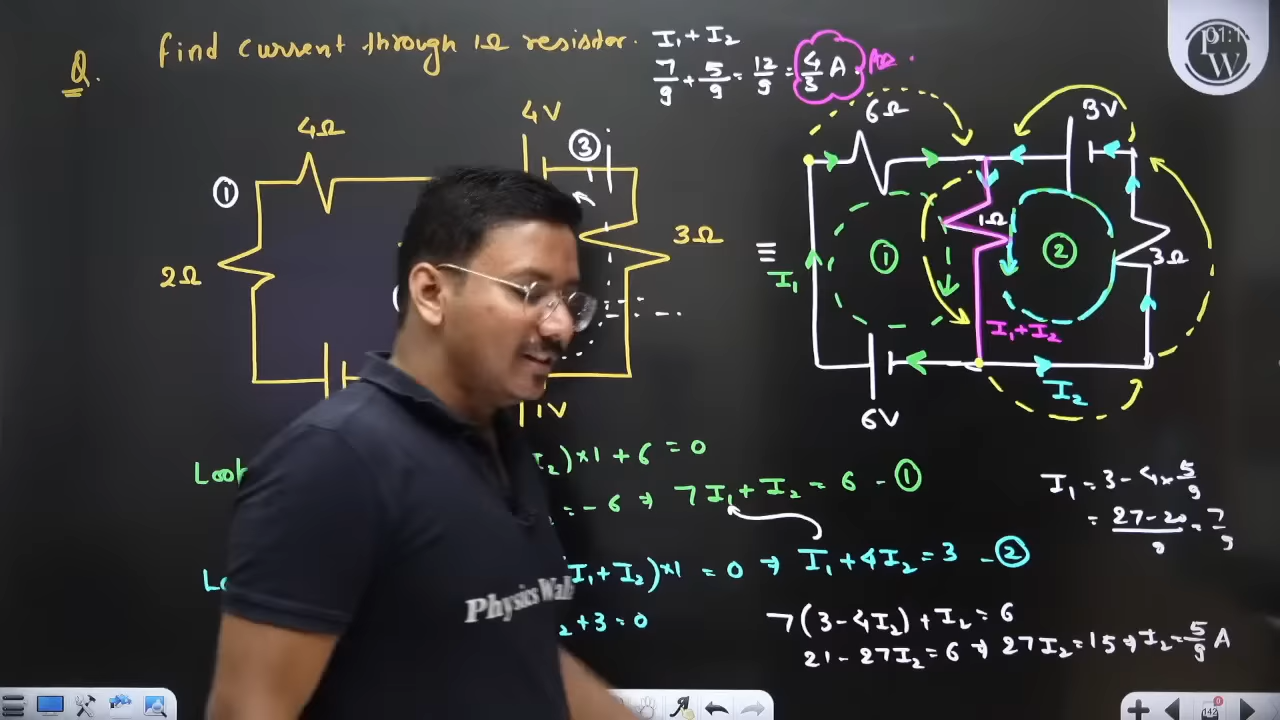 Q. Find current through 1Ω resistor.
I₁ + I₂
7/9 + 5/9 = 12/9 = 4/3 A
4Ω
①
2Ω
4V
③
3Ω
1V
≡
6Ω
3V
1Ω
①
②
3Ω
I₁
I₁+I₂
I₂
6V
)×1 + 6 = 0
= -6 ⇒ 7I₁ + I₂ = 6 - ①
I₁+I₂)×1 = 0 ⇒ I₁ + 4I₂ = 3 - ②
₂ + 3 = 0
7(3 - 4I₂) + I₂ = 6
21 - 27I₂ = 6 ⇒ 27I₂ = 15 ⇒ I₂ = 5/9 A
I₁ = 3 - 4×5/9
= 27-20/9 = 7/9
Physics Wal
142